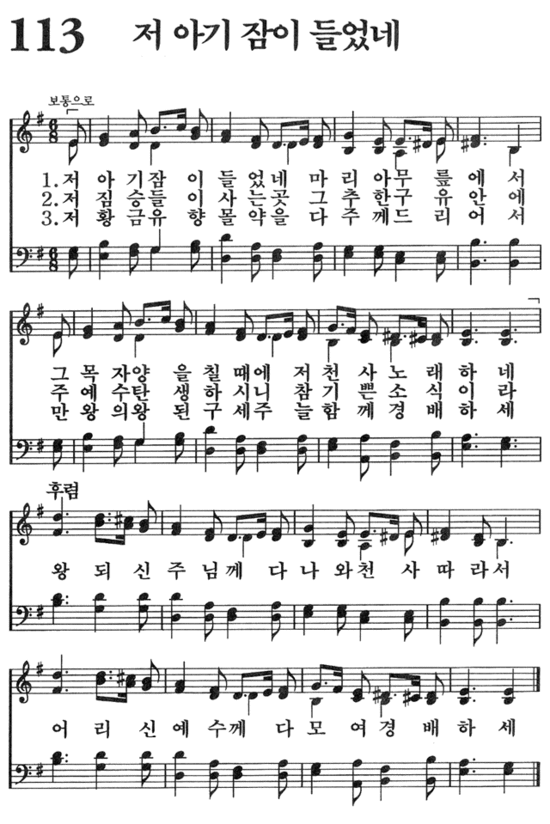 113 저 아기 잠이 들었네
보통으로
1. 저 아 기 잠 이 들 었 네 마 리 아 무 릎 에 서
2. 저 짐 승 들 이 사 는 곳 그 추 한 구 유 안 에
3. 저 황 금 유 향 몰 약 을 다 주 께 드 리 어 서
그 목 자 양 을 칠 때 에 저 천 사 노 래 하 네
주 예 수 탄 생 하 시 니 참 기 쁜 소 식 이 라
만 왕 의 왕 된 구 세 주 늘 함 께 경 배 하 세
후렴
왕 되 신 주 님 께 다 나 와 천 사 따 라 서
어 리 신 예 수 께 다 모 여 경 배 하 세